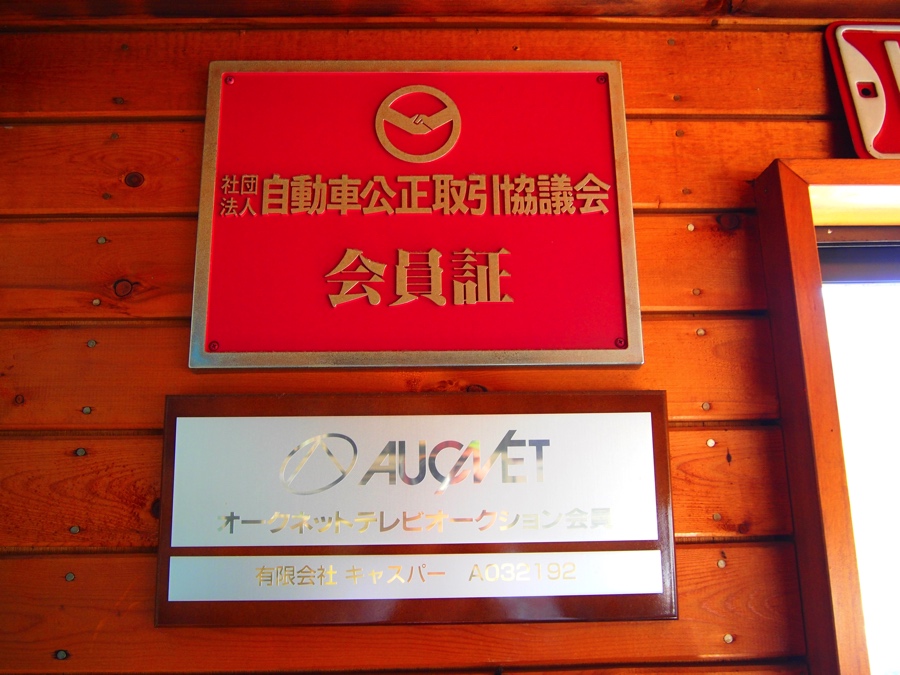 社団法人 自動車公正取引協議会
会員証
AUCNET
オークネットテレビオークション会員
有限会社 キャスパー A032192